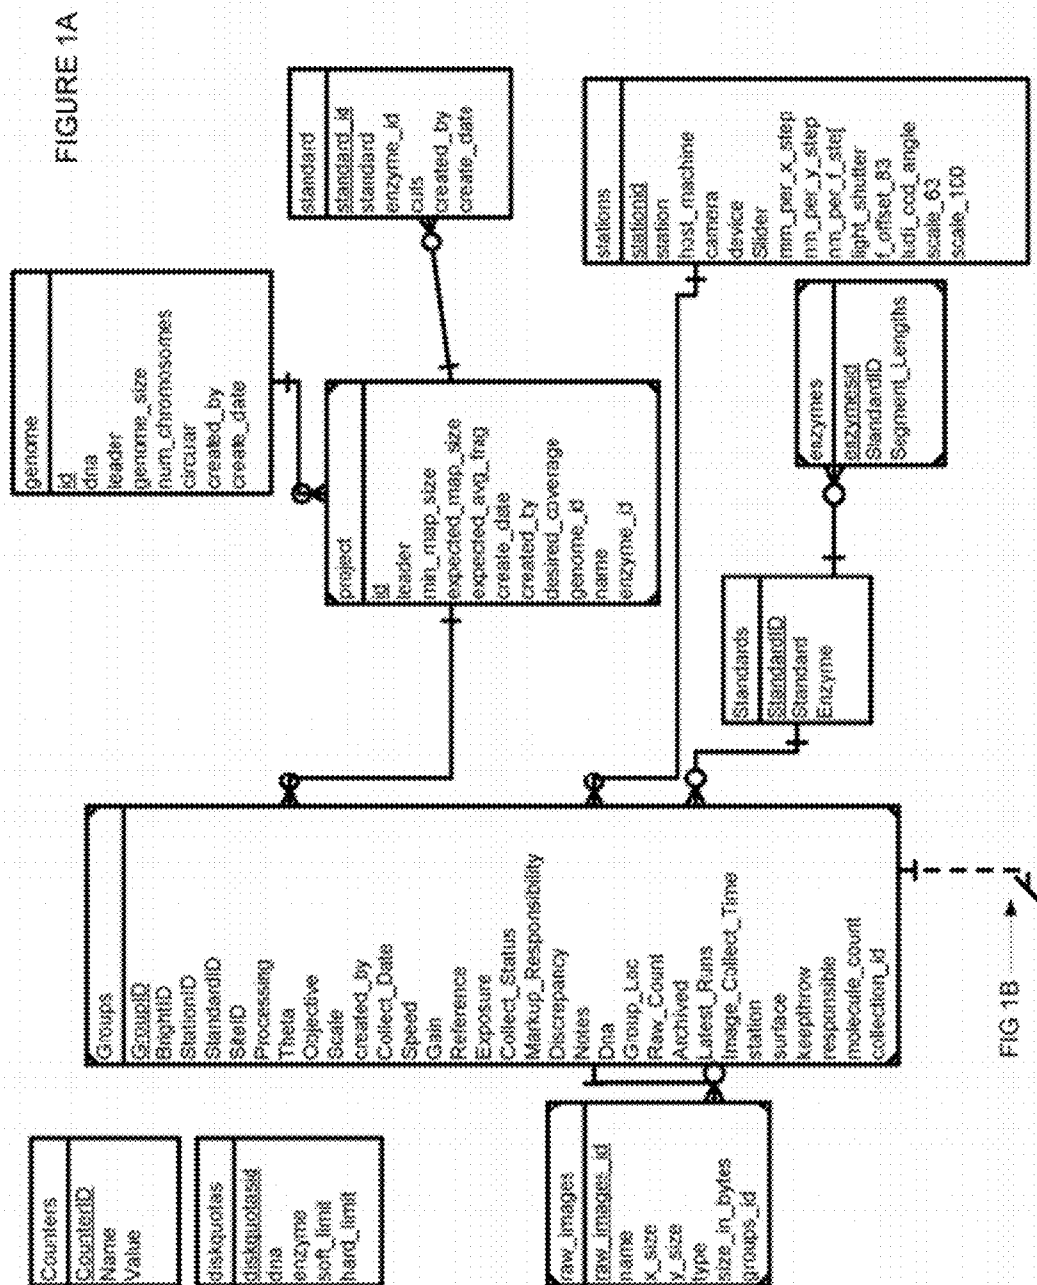 FIGURE 1A
Counters
CounterID
Name
Value
diskquotas
diskquotasid
dna
enzyme
soft_limit
hard_limit
raw_images
raw_images_id
name
x_size
y_size
type
size_in_bytes
groups_id
Groups
GroupID
BrightID
StationID
StandardID
SiteID
Processing
Theta
Objective
Scale
created_by
Collect_Date
Speed
Gain
Reference
Exposure
Collect_Status
Markup_Responsibility
Discrepancy
Notes
Dna
Group_Loc
Raw_Count
Archived
Latest_Runs
Image_Collect_Time
station
surface
keepthrow
responsible
molecule_count
collection_id
FIG 1B
genome
id
dna
leader
genome_size
num_chromosomes
circular
created_by
create_date
project
id
leader
min_map_size
expected_map_size
expected_avg_frag
create_date
created_by
desired_coverage
genome_id
name
enzyme_id
standard
standard_id
standard
enzyme_id
cuts
created_by
create_date
Standards
StandardID
Standard
Enzyme
enzymes
enzymesid
StandardID
Segment_Lengths
stations
stationid
station
host_machine
camera
device
Slider
mm_per_x_step
mm_per_y_step
light_shutter
f_offset_63
ccd_angle
scale_63
scale_100